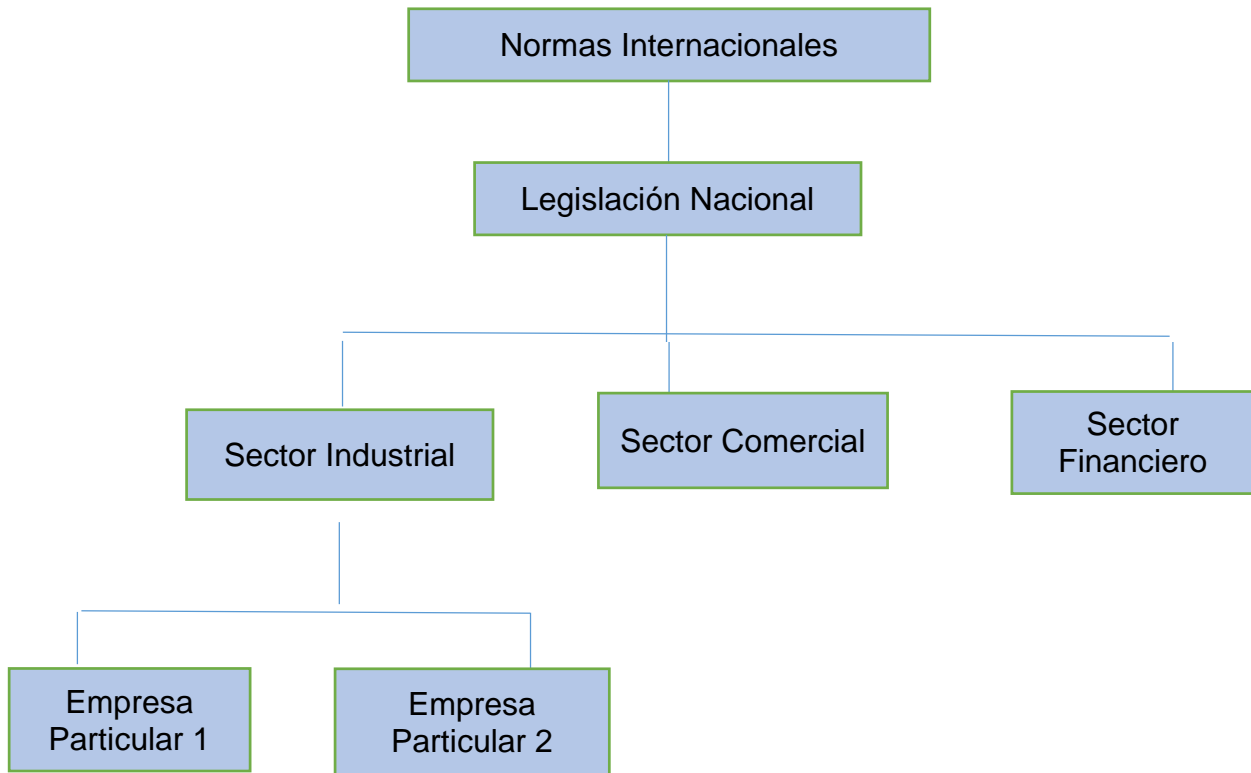 Normas Internacionales
Legislación Nacional
Sector Industrial
Sector Comercial
Sector
Financiero
Empresa
Particular 1
Empresa
Particular 2